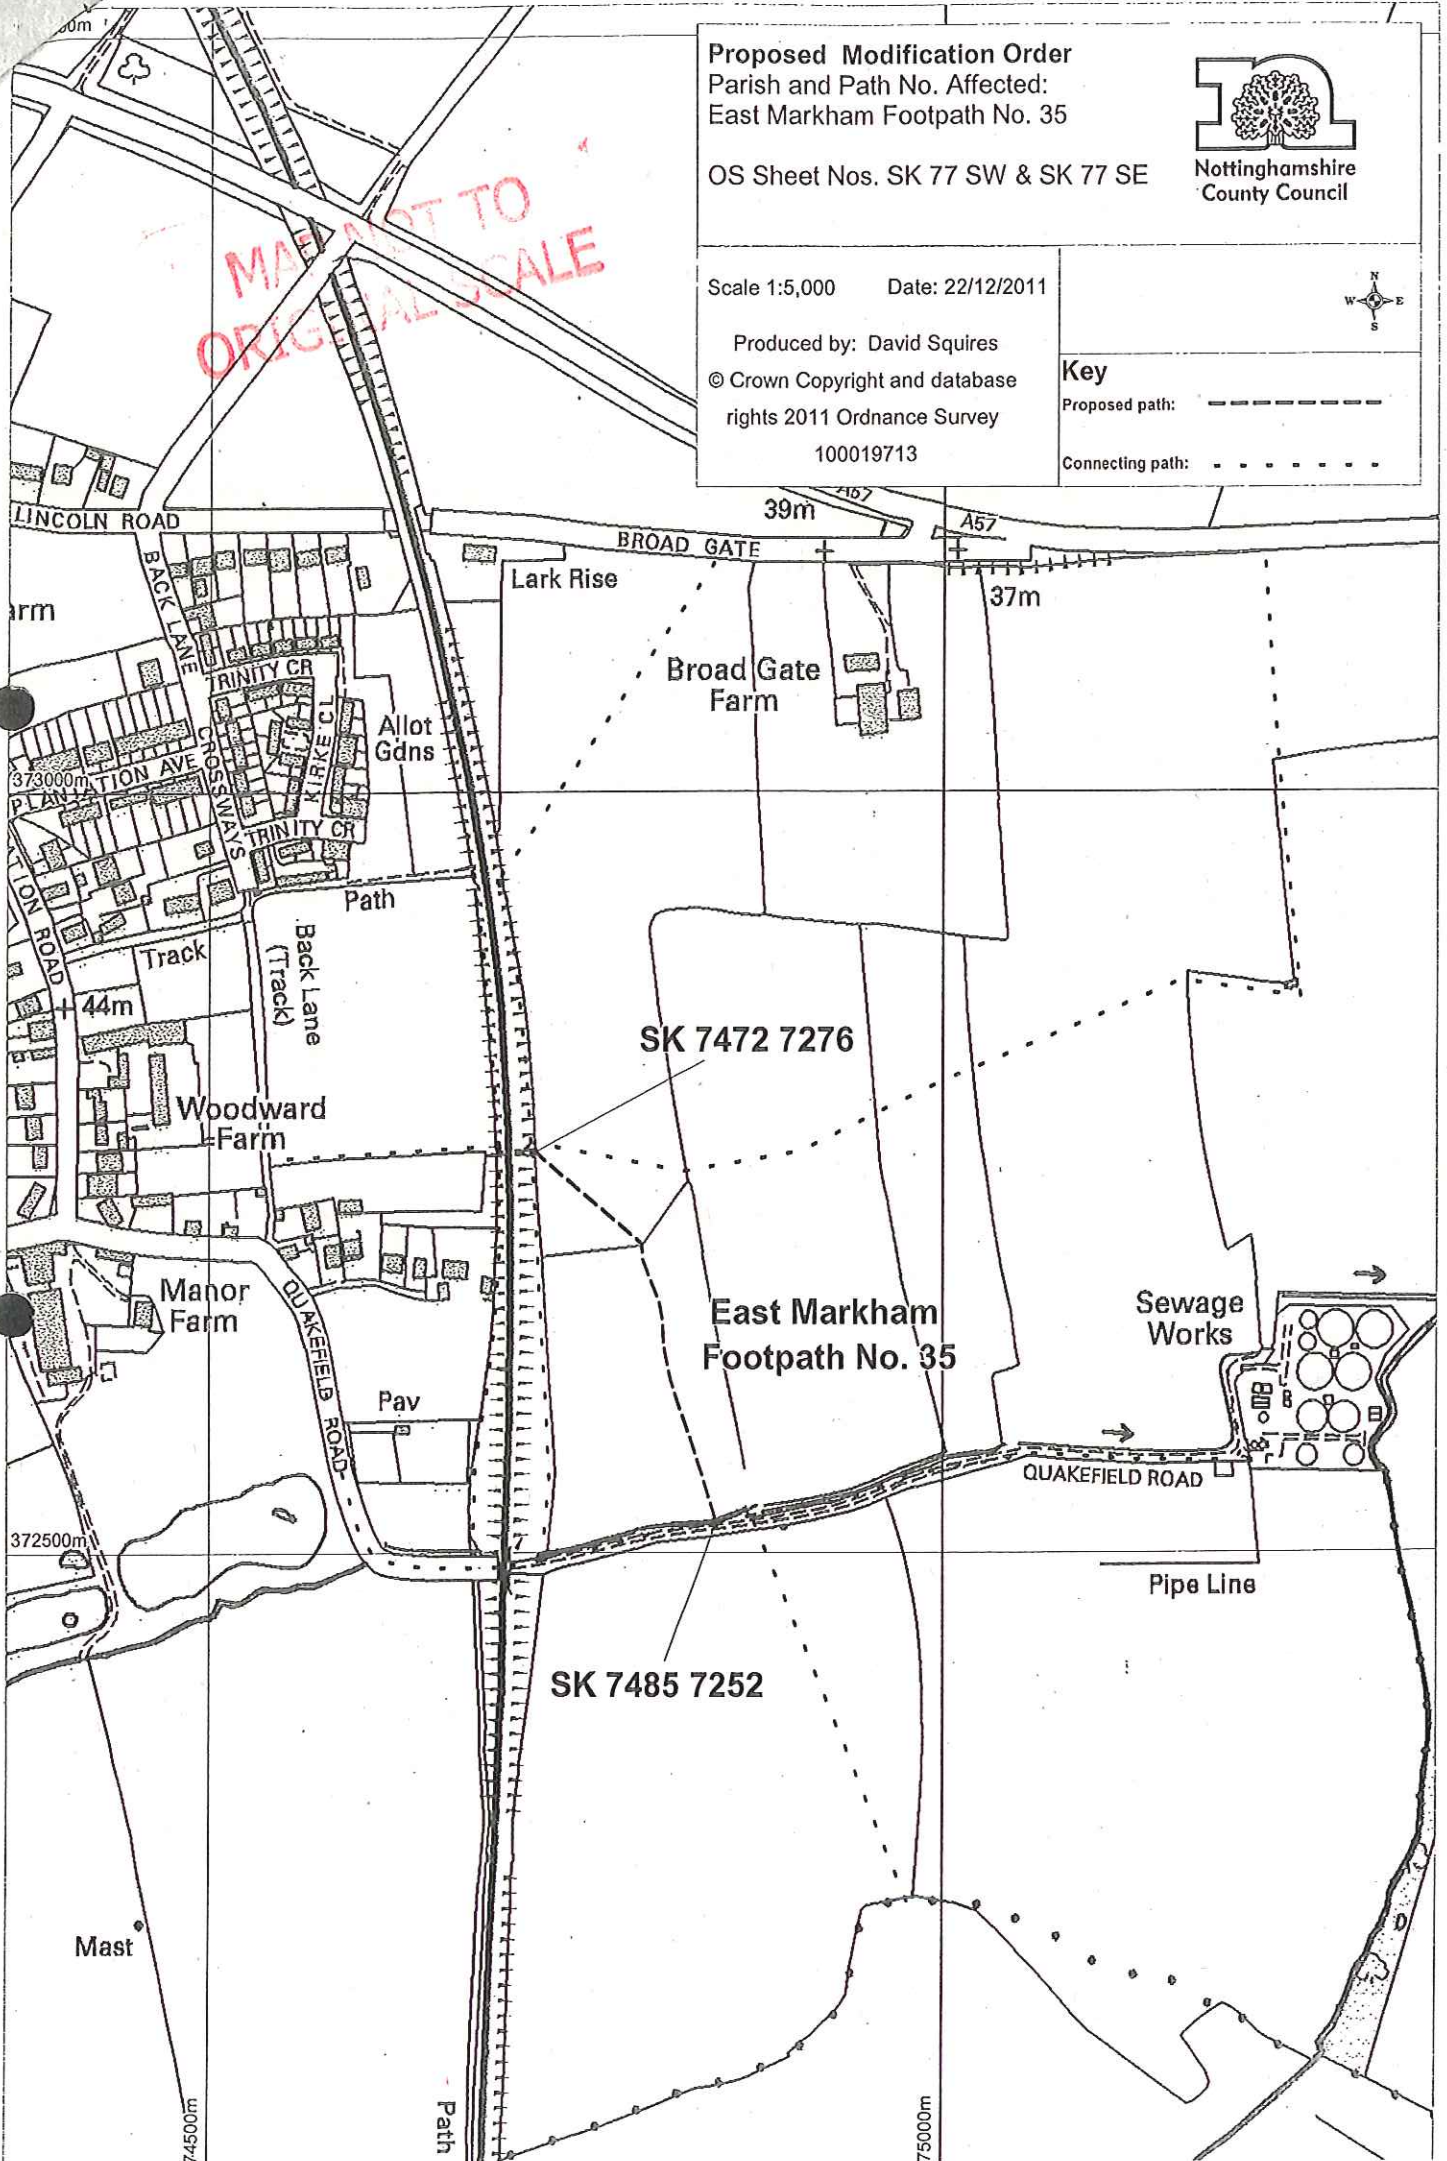 Proposed Modification Order
Parish and Path No. Affected:
East Markham Footpath No. 35
OS Sheet Nos. SK 77 SW & SK 77 SE
Nottinghamshire
County Council
Scale 1:5,000 Date: 22/12/2011
Produced by: David Squires
© Crown Copyright and database
rights 2011 Ordnance Survey
100019713
N
W E
S
Key
Proposed path:
Connecting path:
MAP NOT TO
ORIGINAL SCALE
LINCOLN ROAD
BROAD GATE
39m
A57
A57
37m
Lark Rise
BACK LANE
arm
TRINITY CR
KIRKE CL
Allot
Gdns
Broad Gate
Farm
373000m
PLANTATION AVE
CROSSWAYS
TRINITY CR
Path
TION ROAD
Track
Back Lane
(Track)
44m
SK 7472 7276
Woodward
Farm
Manor
Farm
QUAKEFIELD ROAD
East Markham
Footpath No. 35
Sewage
Works
Pav
QUAKEFIELD ROAD
372500m
Pipe Line
SK 7485 7252
Mast
Path
74500m
75000m